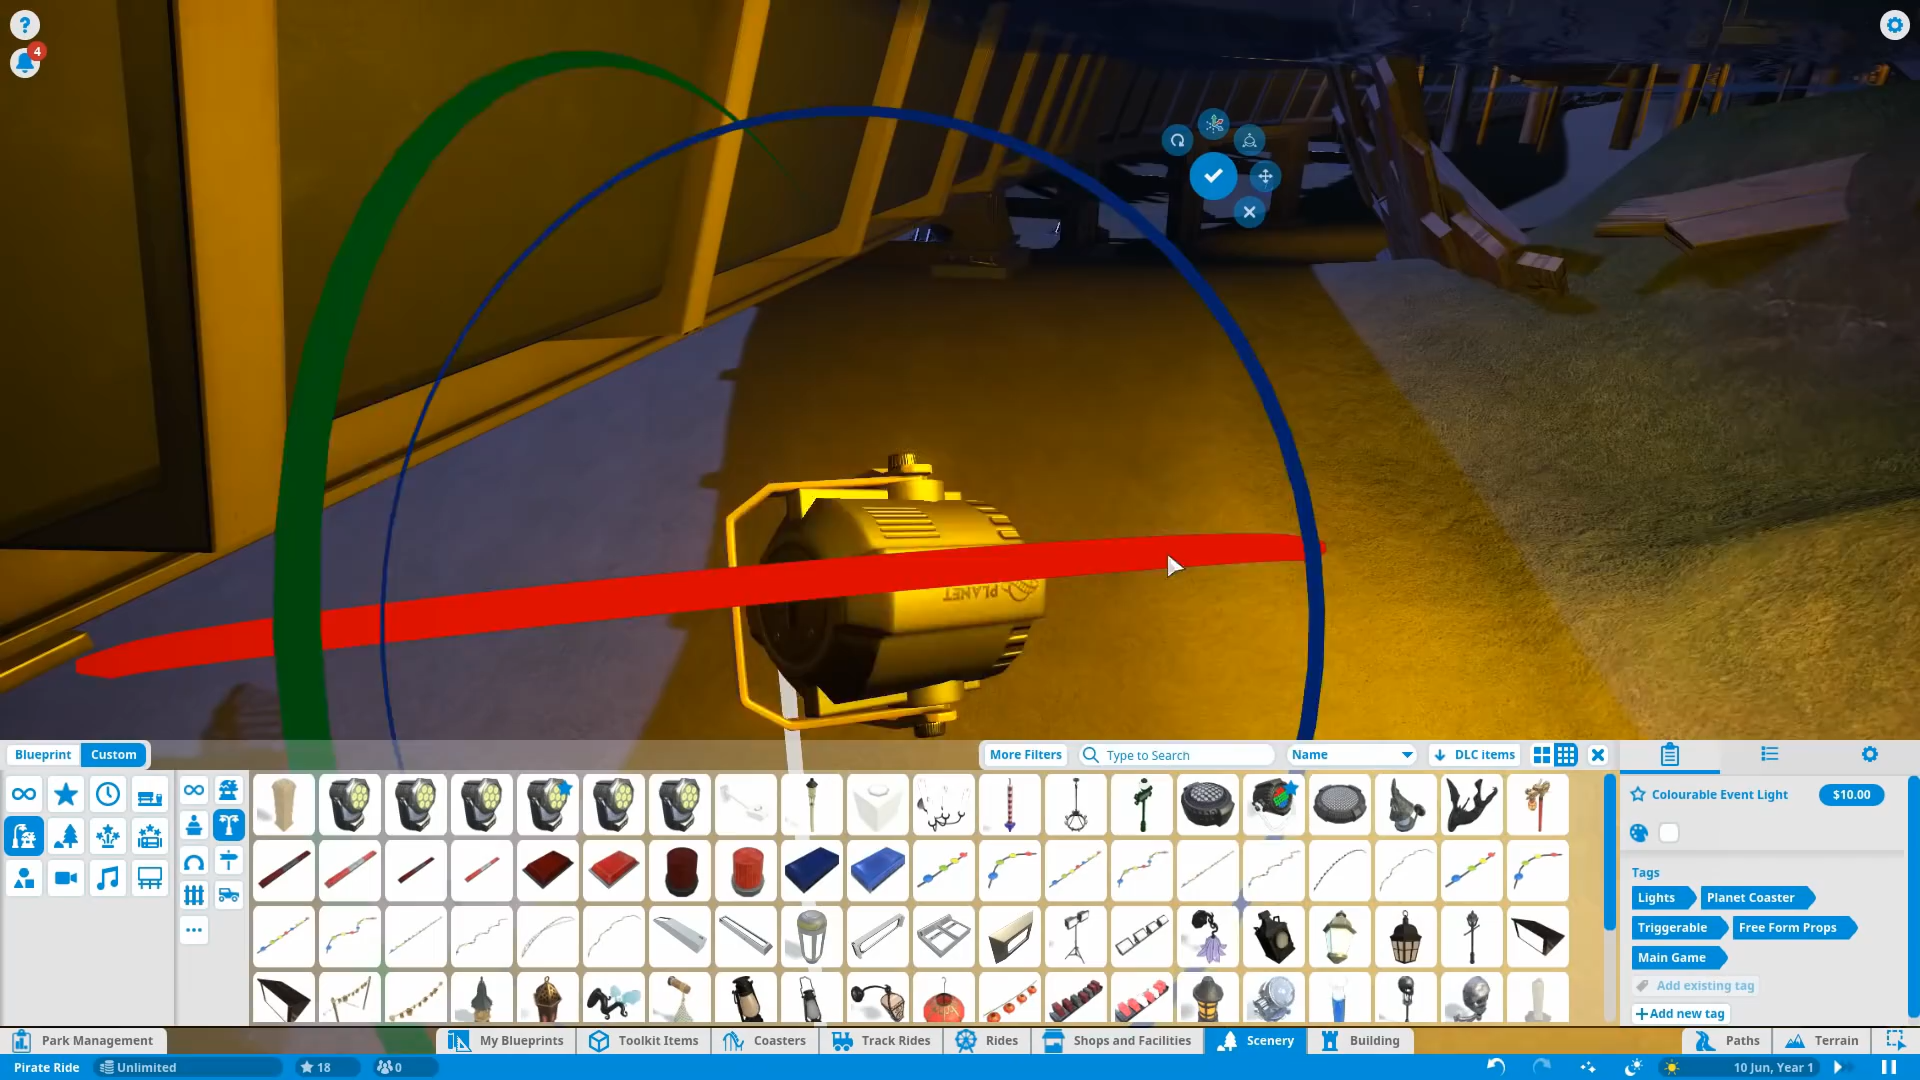 ?
4
PLANET
Blueprint
Custom
More Filters
Type to Search
Name
DLC items
Colourable Event Light
$10.00
Tags
Lights
Planet Coaster
Triggerable
Free Form Props
Main Game
Add existing tag
+Add new tag
Park Management
My Blueprints
Toolkit Items
Coasters
Track Rides
Rides
Shops and Facilities
Scenery
Building
Paths
Terrain
Pirate Ride
Unlimited
18
0
10 Jun, Year 1